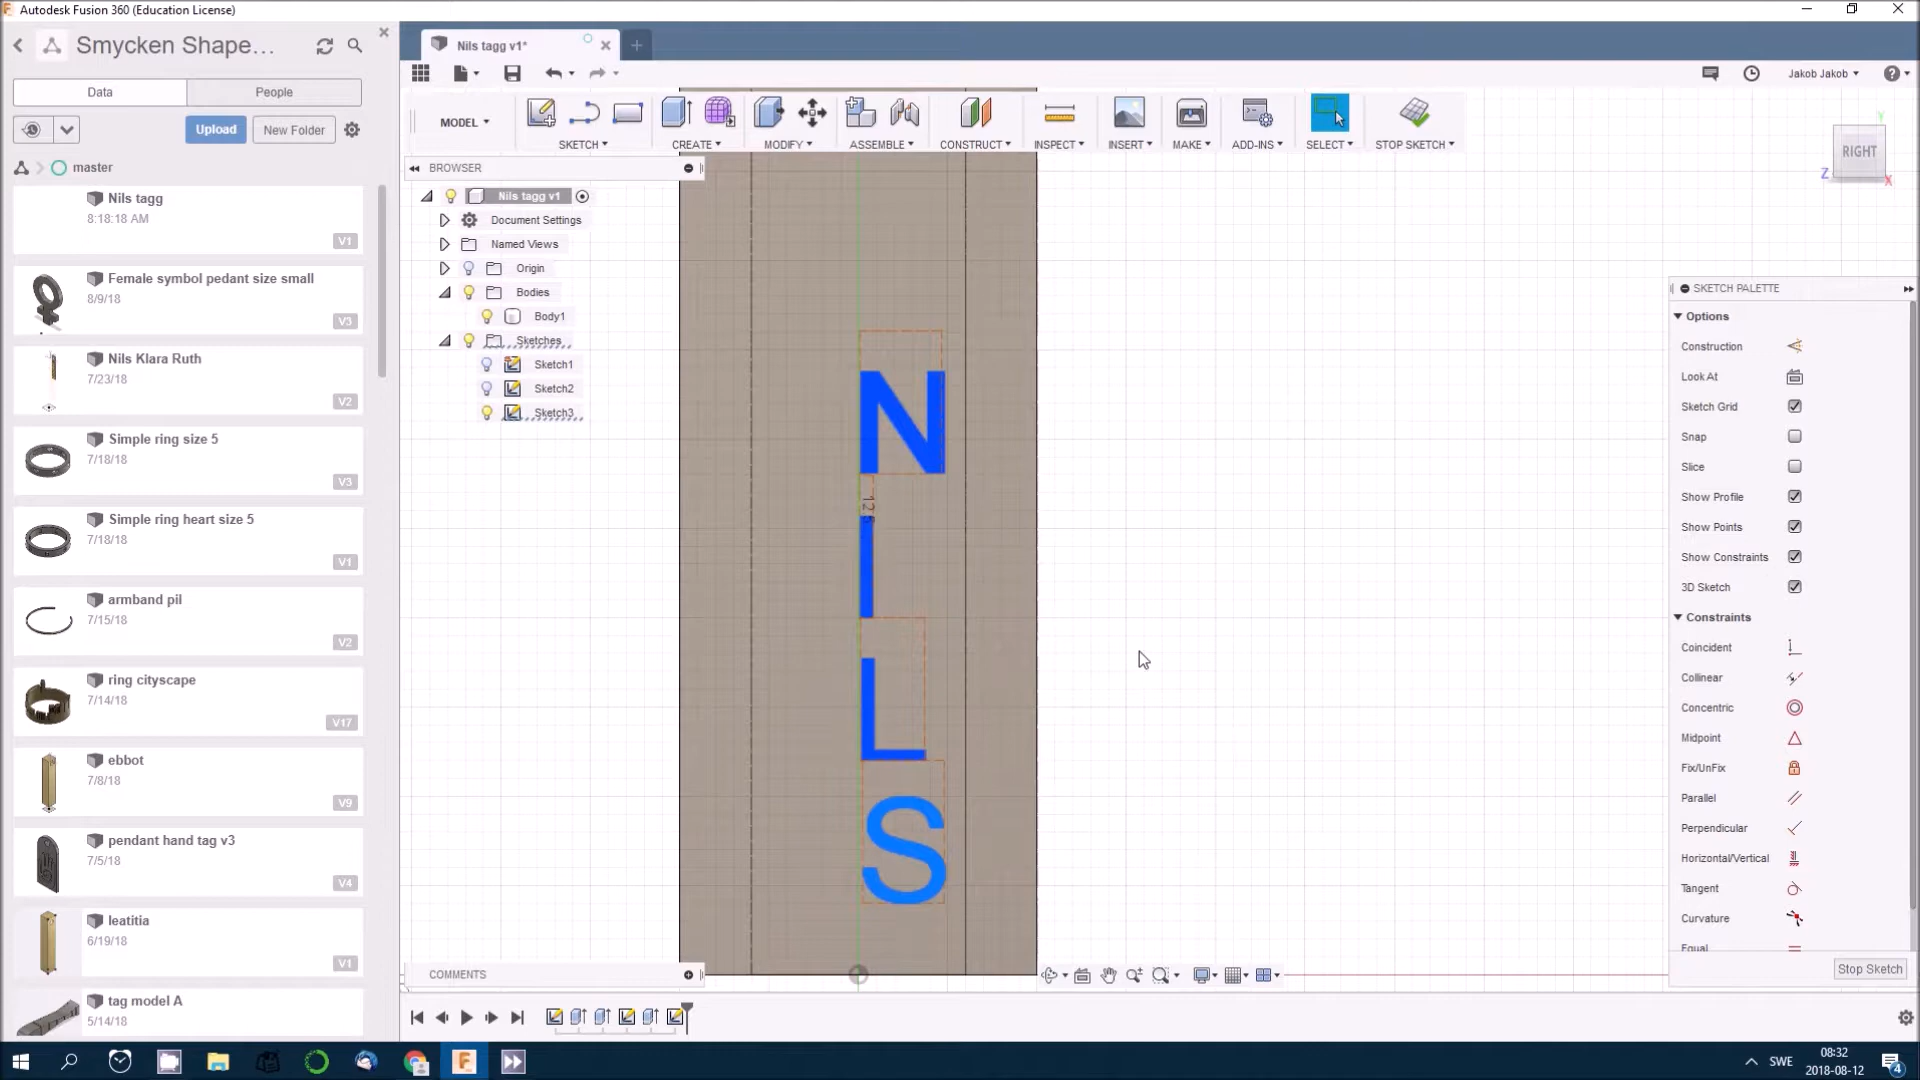 Autodesk Fusion 360 (Education License)
Smycken Shape...
Data
People
Upload
New Folder
master
Nils tagg
8:18:18 AM
V1
Female symbol pedant size small
8/9/18
V3
Nils Klara Ruth
7/23/18
V2
Simple ring size 5
7/18/18
V3
Simple ring heart size 5
7/18/18
V1
armband pil
7/15/18
V2
ring cityscape
7/14/18
V17
ebbot
7/8/18
V9
pendant hand tag v3
7/5/18
V4
leatitia
6/19/18
V1
tag model A
5/14/18
Nils tagg v1*
Jakob Jakob
MODEL
SKETCH
CREATE
MODIFY
ASSEMBLE
CONSTRUCT
INSPECT
INSERT
MAKE
ADD-INS
SELECT
STOP SKETCH
BROWSER
Nils tagg v1
Document Settings
Named Views
Origin
Bodies
Body1
Sketches
Sketch1
Sketch2
Sketch3
N
I
L
S
Y
RIGHT
Z
X
SKETCH PALETTE
Options
Construction
Look At
Sketch Grid
Snap
Slice
Show Profile
Show Points
Show Constraints
3D Sketch
Constraints
Coincident
Collinear
Concentric
Midpoint
Fix/UnFix
Parallel
Perpendicular
Horizontal/Vertical
Tangent
Curvature
Equal
Stop Sketch
COMMENTS
SWE
08:32
2018-08-12
4